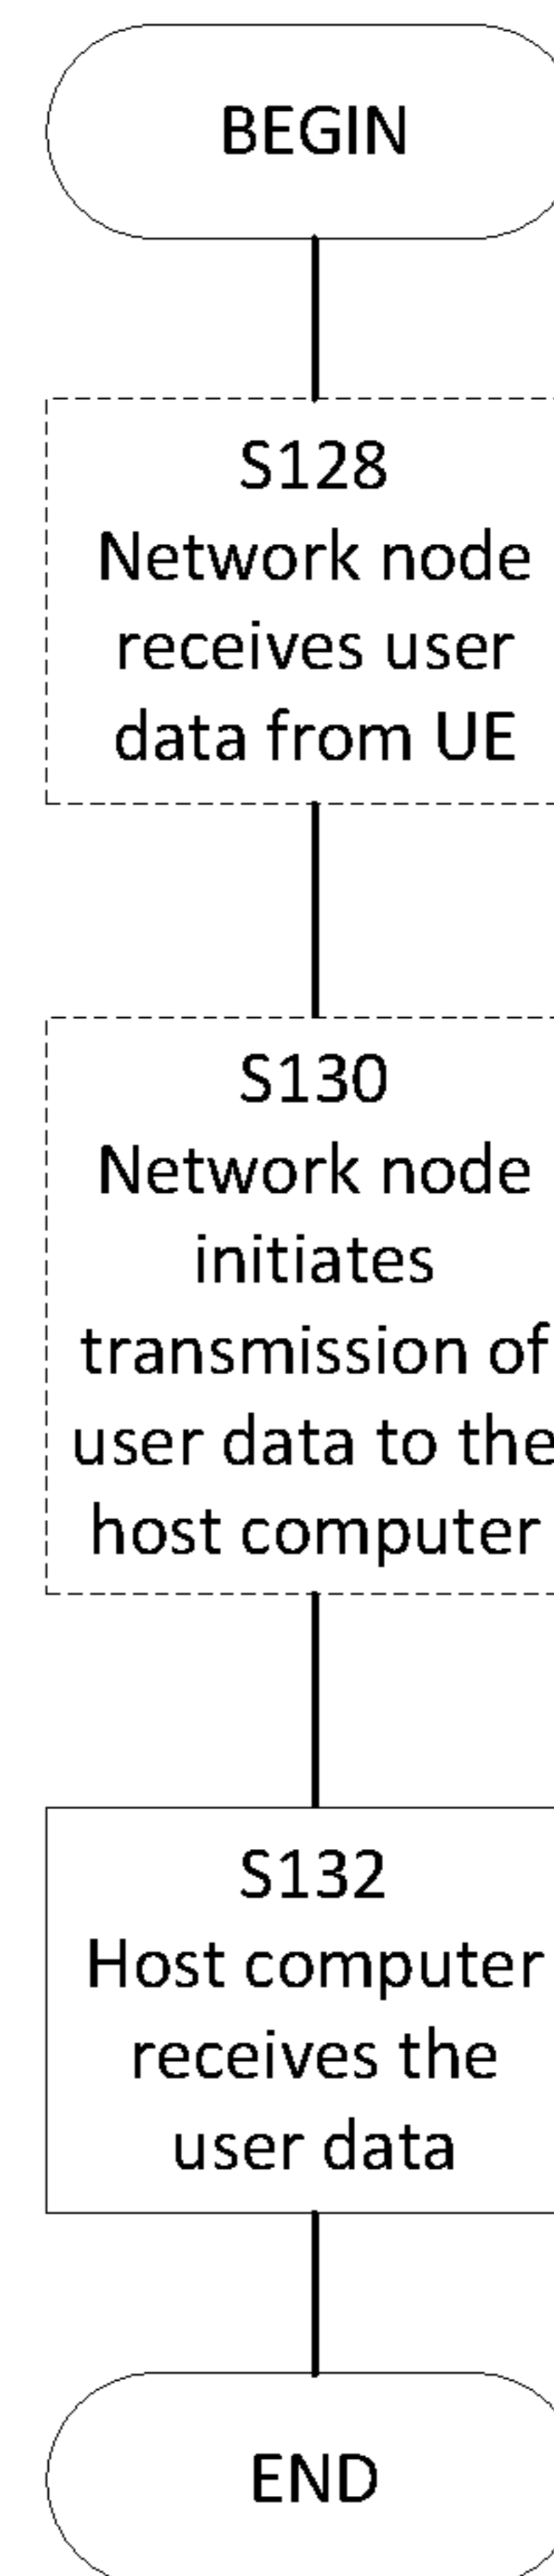 BEGIN
S128
Network node
receives user
data from UE
S130
Network node
initiates
transmission of
user data to the
host computer
S132
Host computer
receives the
user data
END